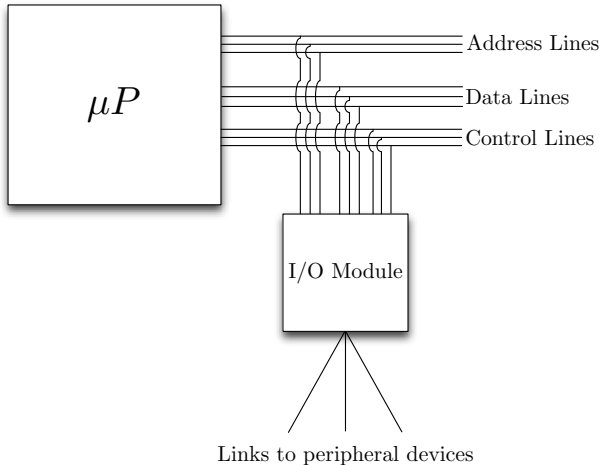 Address Lines
μP
Data Lines
Control Lines
I/O Module
Links to peripheral devices